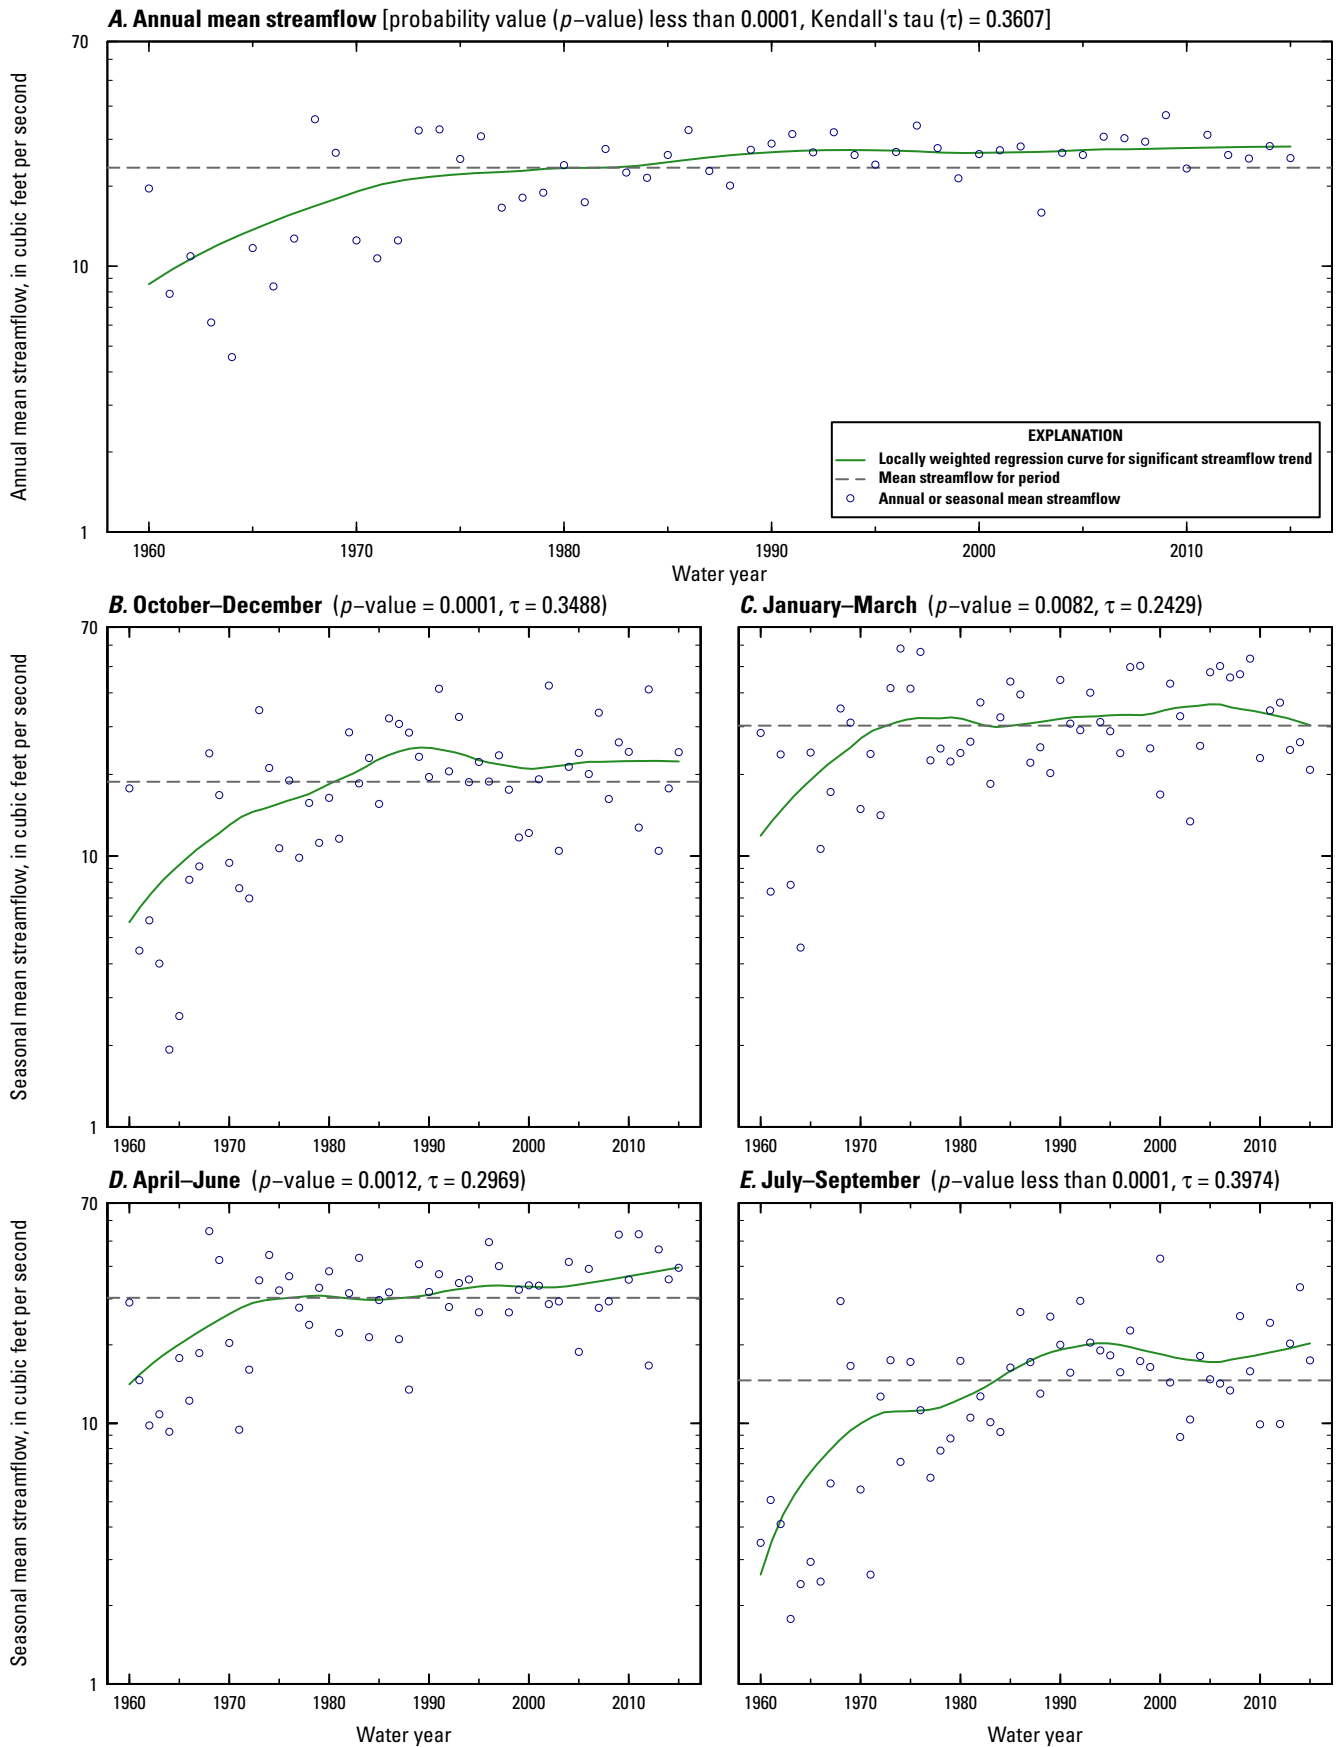 A. Annual mean streamflow [probability value (p−value) less than 0.0001, Kendall's tau (τ) = 0.3607]
Annual mean streamflow, in cubic feet per second
70
10
1
EXPLANATION
Locally weighted regression curve for significant streamflow trend
Mean streamflow for period
Annual or seasonal mean streamflow
1960 1970 1980 1990 2000 2010
Water year
B. October–December (p−value = 0.0001, τ = 0.3488)
Seasonal mean streamflow, in cubic feet per second
70
10
1
1960 1970 1980 1990 2000 2010
C. January–March (p−value = 0.0082, τ = 0.2429)
1960 1970 1980 1990 2000 2010
D. April–June (p−value = 0.0012, τ = 0.2969)
Seasonal mean streamflow, in cubic feet per second
70
10
1
1960 1970 1980 1990 2000 2010
Water year
E. July–September (p−value less than 0.0001, τ = 0.3974)
1960 1970 1980 1990 2000 2010
Water year